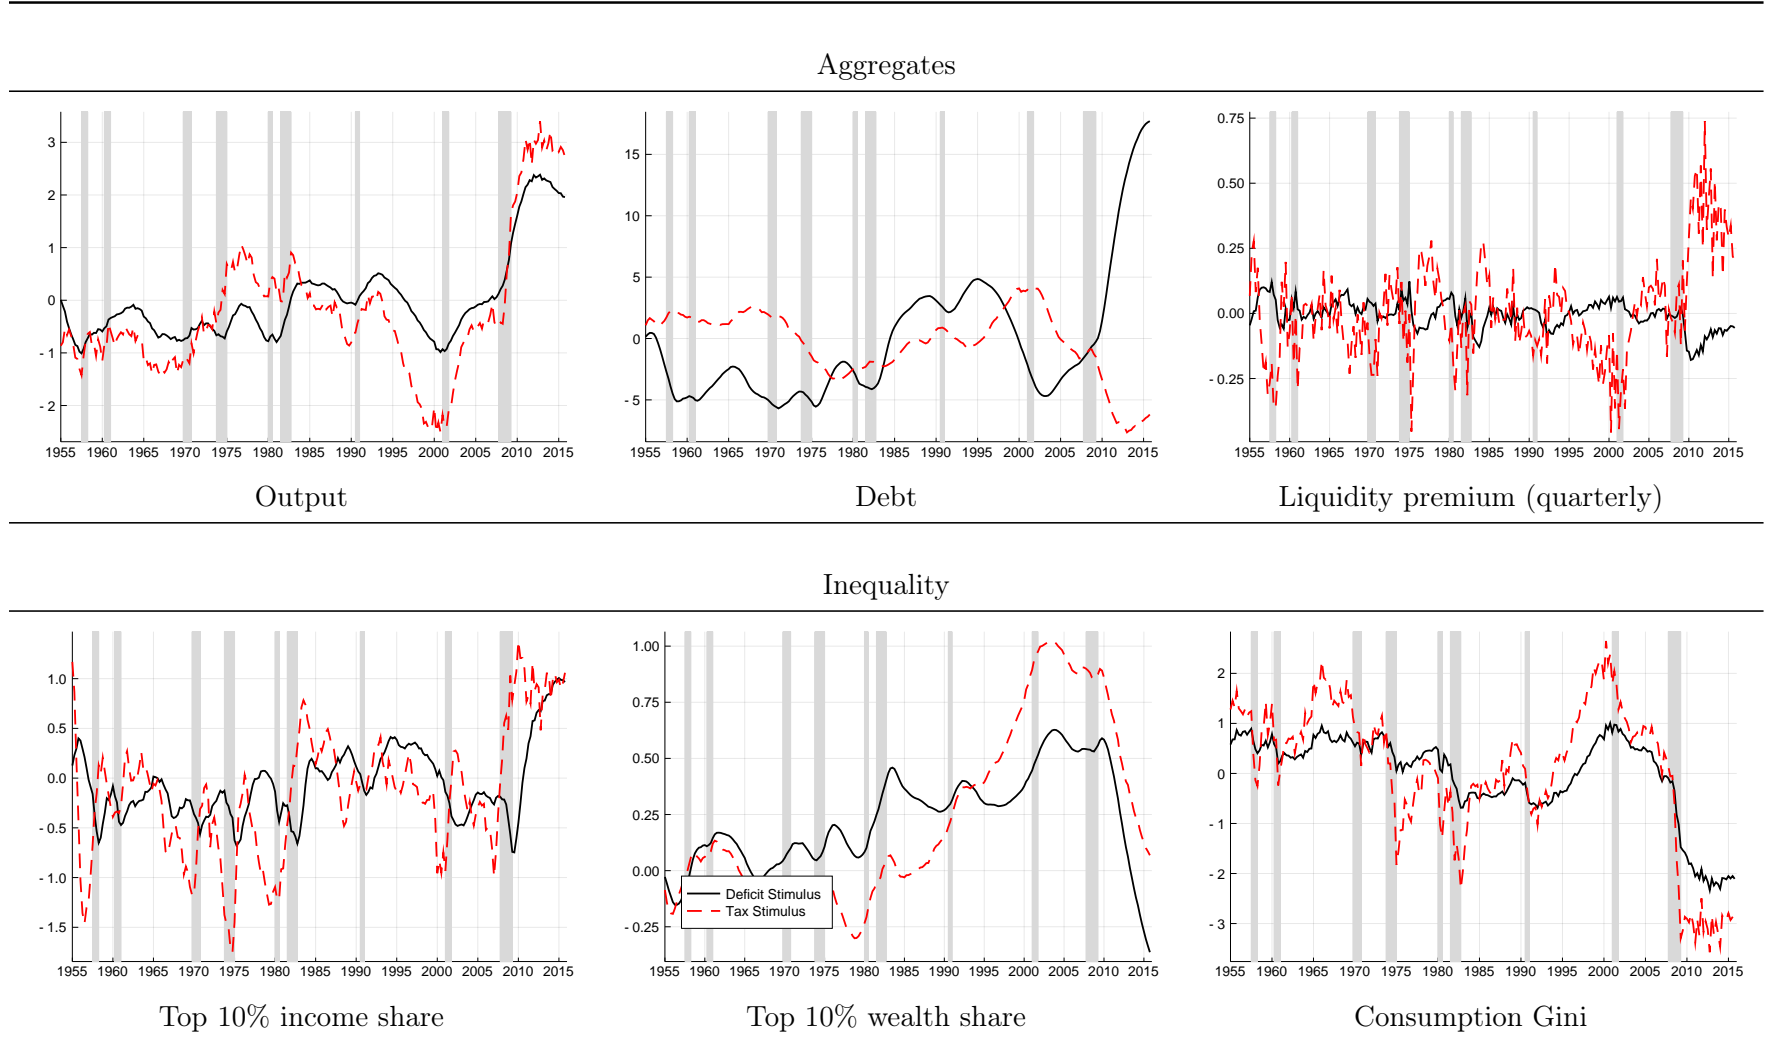 Aggregates
3
2
1
0
- 1
- 2
1955 1960 1965 1970 1975 1980 1985 1990 1995 2000 2005 2010 2015
Output
15
10
5
0
- 5
1955 1960 1965 1970 1975 1980 1985 1990 1995 2000 2005 2010 2015
Debt
0.75
0.50
0.25
0.00
- 0.25
1955 1960 1965 1970 1975 1980 1985 1990 1995 2000 2005 2010 2015
Liquidity premium (quarterly)
Inequality
1.0
0.5
0.0
- 0.5
- 1.0
- 1.5
1955 1960 1965 1970 1975 1980 1985 1990 1995 2000 2005 2010 2015
Top 10% income share
1.00
0.75
0.50
0.25
0.00
- 0.25
Deficit Stimulus
Tax Stimulus
1955 1960 1965 1970 1975 1980 1985 1990 1995 2000 2005 2010 2015
Top 10% wealth share
2
1
0
- 1
- 2
- 3
1955 1960 1965 1970 1975 1980 1985 1990 1995 2000 2005 2010 2015
Consumption Gini